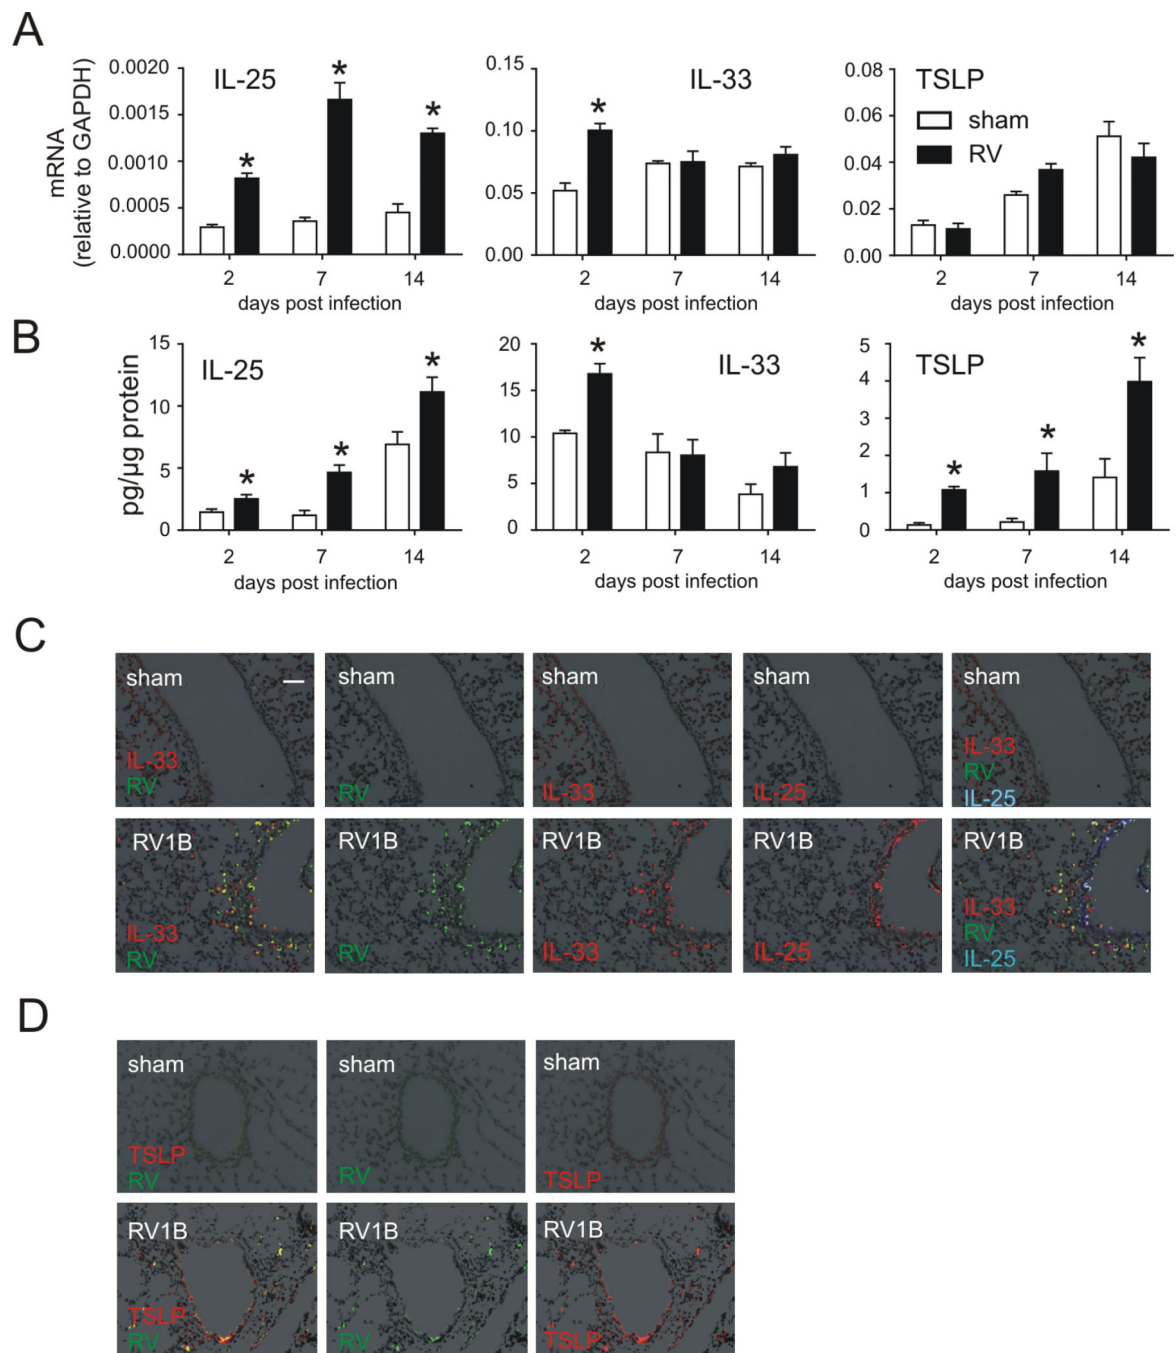 A
IL-25
IL-33
TSLP
mRNA
(relative to GAPDH)
0.0020
0.0015
0.0010
0.0005
0.0000
*
*
*
2
7
14
days post infection
0.15
0.10
0.05
0.00
*
2
7
14
days post infection
0.08
0.06
0.04
0.02
0.00
sham
RV
2
7
14
days post infection
B
pg/µg protein
IL-25
15
10
5
0
*
*
*
2
7
14
days post infection
IL-33
20
15
10
5
0
*
2
7
14
days post infection
TSLP
5
4
3
2
1
0
*
*
*
2
7
14
days post infection
C
sham
IL-33
RV
sham
RV
sham
IL-33
sham
IL-25
sham
IL-33
RV
IL-25
RV1B
IL-33
RV
RV1B
RV
RV1B
IL-33
RV1B
IL-25
RV1B
IL-33
RV
IL-25
D
sham
TSLP
RV
sham
RV
sham
TSLP
RV1B
TSLP
RV
RV1B
RV
RV1B
TSLP